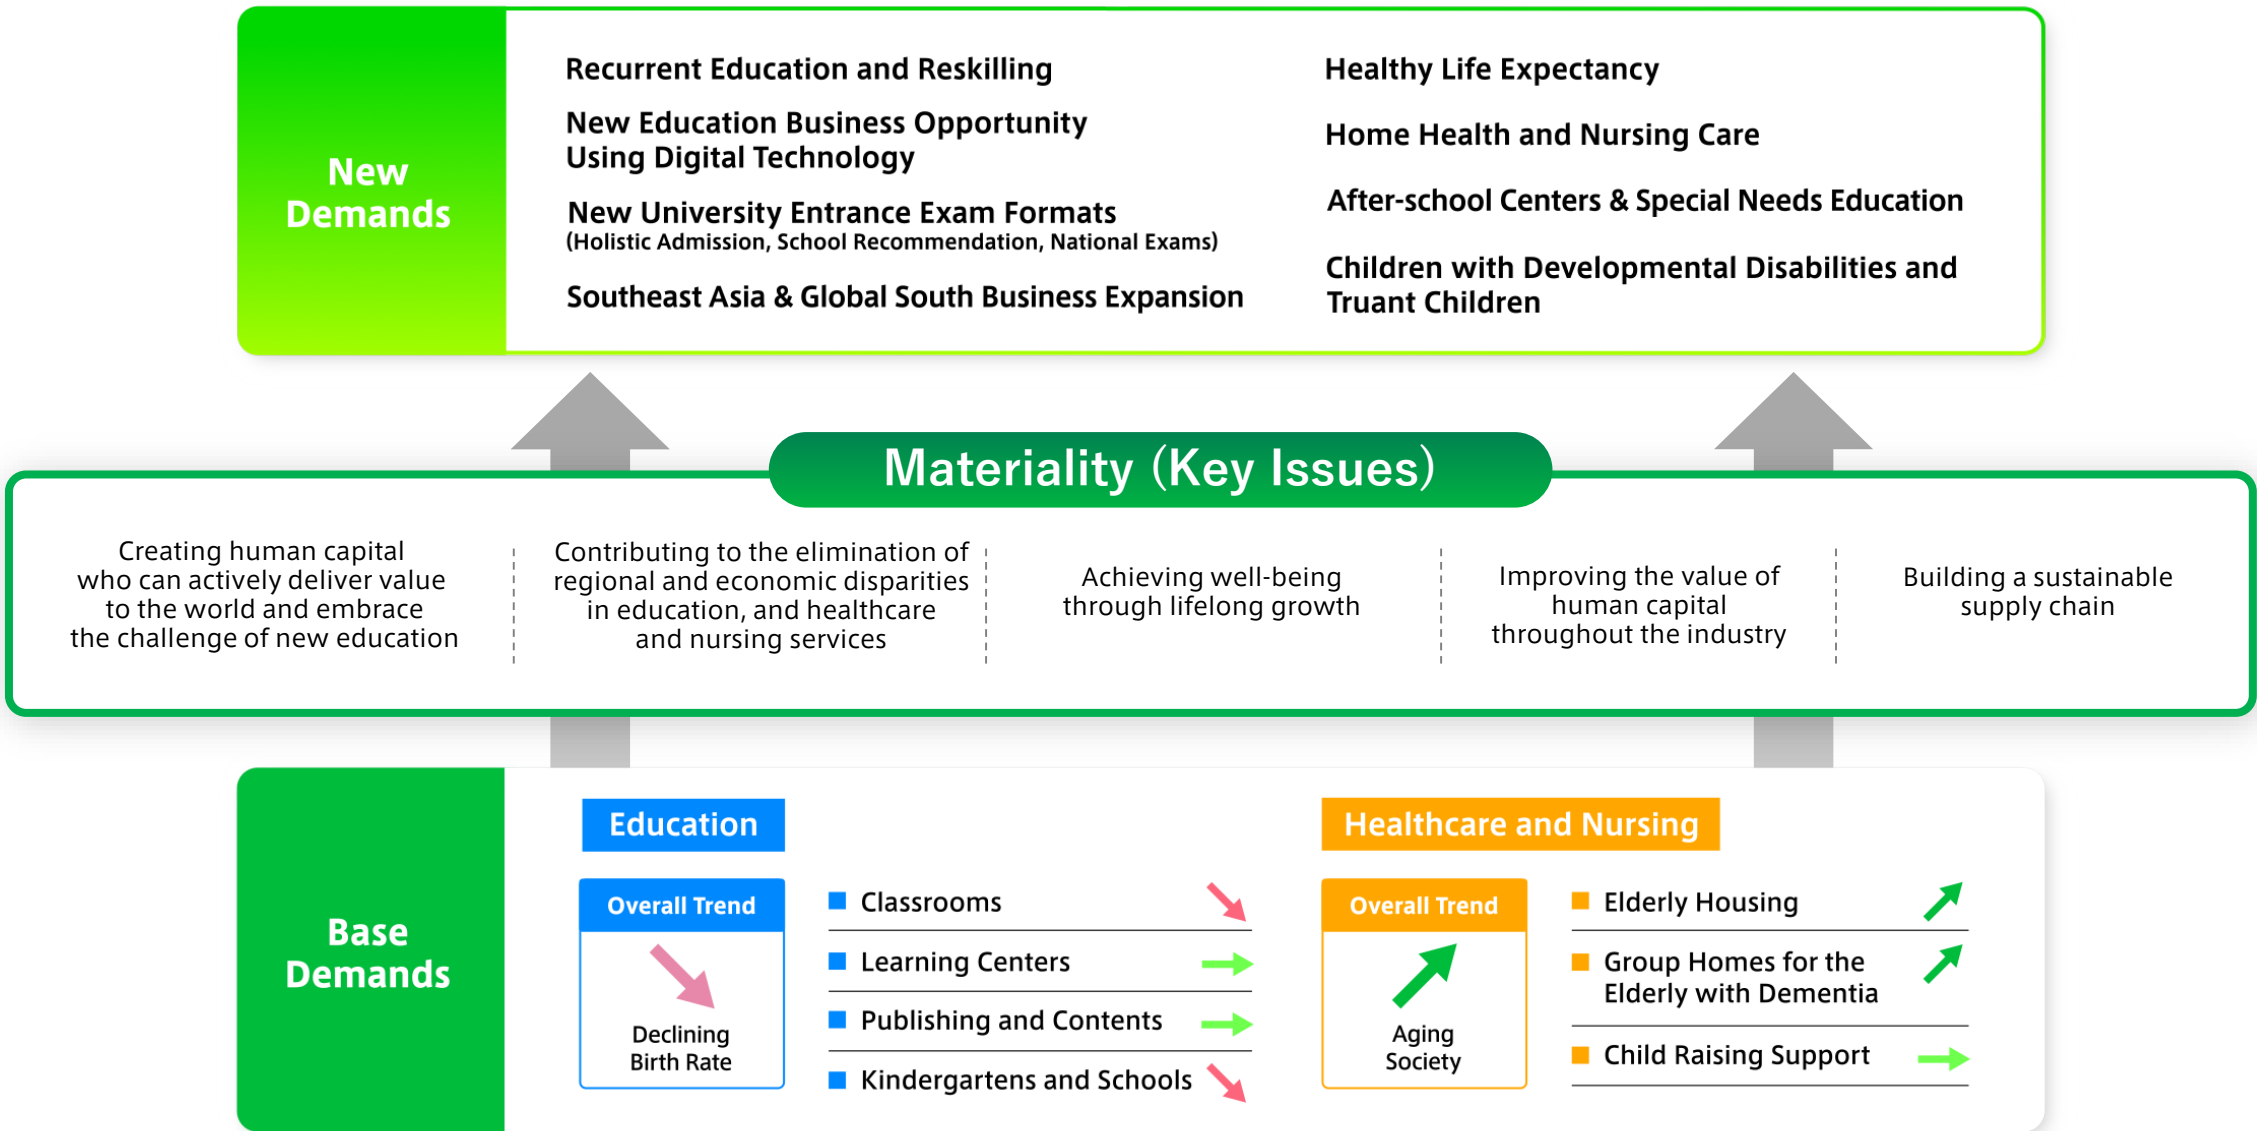 New
Demands
Recurrent Education and Reskilling
New Education Business Opportunity
Using Digital Technology
New University Entrance Exam Formats
(Holistic Admission, School Recommendation, National Exams)
Southeast Asia & Global South Business Expansion
Healthy Life Expectancy
Home Health and Nursing Care
After-school Centers & Special Needs Education
Children with Developmental Disabilities and
Truant Children
Materiality (Key Issues)
Creating human capital
who can actively deliver value
to the world and embrace
the challenge of new education
Contributing to the elimination of
regional and economic disparities
in education, and healthcare
and nursing services
Achieving well-being
through lifelong growth
Improving the value of
human capital
throughout the industry
Building a sustainable
supply chain
Base
Demands
Education
Overall Trend
Declining
Birth Rate
Classrooms
Learning Centers
Publishing and Contents
Kindergartens and Schools
Healthcare and Nursing
Overall Trend
Aging
Society
Elderly Housing
Group Homes for the
Elderly with Dementia
Child Raising Support